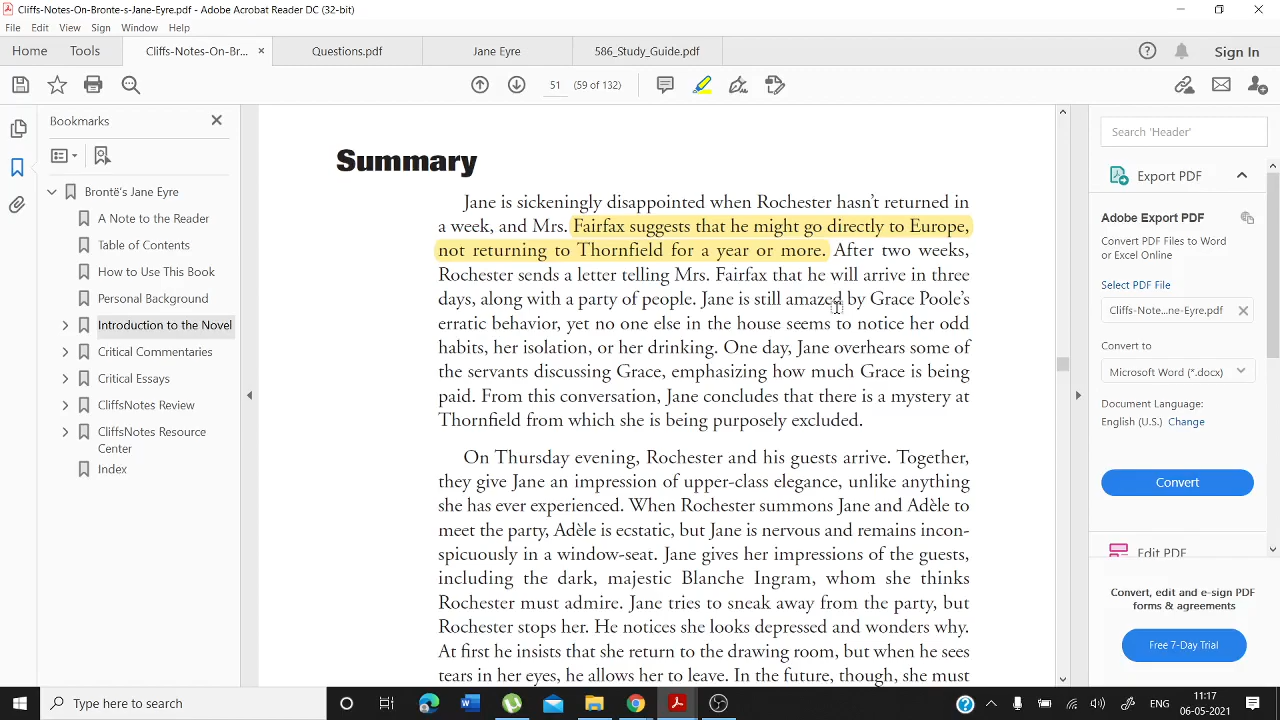 Cliffs-Notes-On-Bronte-s-Jane-Eyre.pdf - Adobe Acrobat Reader DC (32-bit)
File Edit View Sign Window Help
Home Tools Cliffs-Notes-On-Br... × Questions.pdf Jane Eyre 586_Study_Guide.pdf Sign In
51 (59 of 132)
Bookmarks
Brontë's Jane Eyre
A Note to the Reader
Table of Contents
How to Use This Book
Personal Background
Introduction to the Novel
Critical Commentaries
Critical Essays
CliffsNotes Review
CliffsNotes Resource
Center
Index
Summary
Jane is sickeningly disappointed when Rochester hasn't returned in
a week, and Mrs. Fairfax suggests that he might go directly to Europe,
not returning to Thornfield for a year or more. After two weeks,
Rochester sends a letter telling Mrs. Fairfax that he will arrive in three
days, along with a party of people. Jane is still amazed by Grace Poole's
erratic behavior, yet no one else in the house seems to notice her odd
habits, her isolation, or her drinking. One day, Jane overhears some of
the servants discussing Grace, emphasizing how much Grace is being
paid. From this conversation, Jane concludes that there is a mystery at
Thornfield from which she is being purposely excluded.
On Thursday evening, Rochester and his guests arrive. Together,
they give Jane an impression of upper-class elegance, unlike anything
she has ever experienced. When Rochester summons Jane and Adèle to
meet the party, Adèle is ecstatic, but Jane is nervous and remains incon-
spicuously in a window-seat. Jane gives her impressions of the guests,
including the dark, majestic Blanche Ingram, whom she thinks
Rochester must admire. Jane tries to sneak away from the party, but
Rochester stops her. He notices she looks depressed and wonders why.
At first he insists that she return to the drawing room, but when he sees
tears in her eyes, he allows her to leave. In the future, though, she must
Search 'Header'
Export PDF
Adobe Export PDF
Convert PDF Files to Word
or Excel Online
Select PDF File
Cliffs-Note...ne-Eyre.pdf
Convert to
Microsoft Word (*.docx)
Document Language:
English (U.S.) Change
Convert
Edit PDF
Convert, edit and e-sign PDF
forms & agreements
Free 7-Day Trial
Type here to search
ENG
11:17
06-05-2021